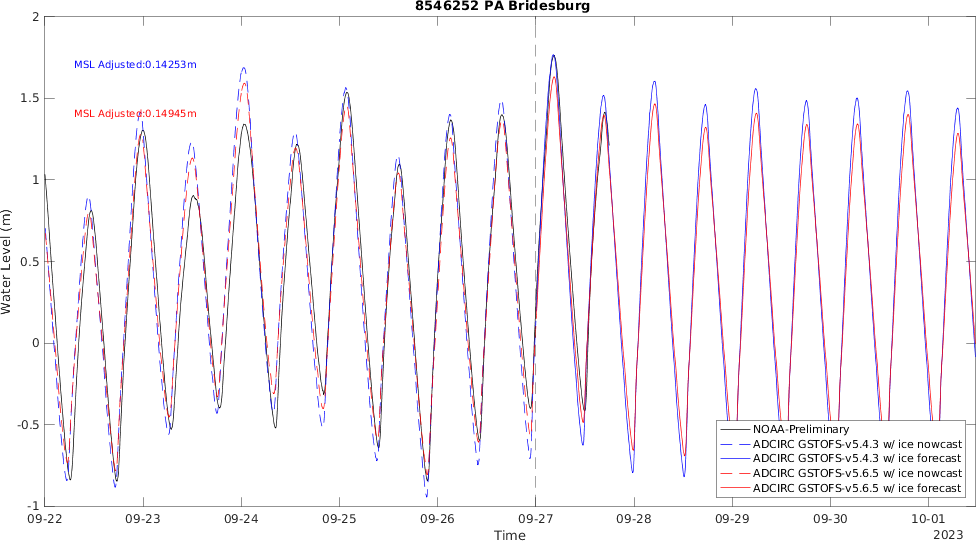 8546252 PA Bridesburg
2
1.5
1
0.5
0
-0.5
-1
Water Level (m)
MSL Adjusted:0.14253m
MSL Adjusted:0.14945m
NOAA-Preliminary
ADCIRC GSTOFS-v5.4.3 w/ ice nowcast
ADCIRC GSTOFS-v5.4.3 w/ ice forecast
ADCIRC GSTOFS-v5.6.5 w/ ice nowcast
ADCIRC GSTOFS-v5.6.5 w/ ice forecast
09-22 09-23 09-24 09-25 09-26 09-27 09-28 09-29 09-30 10-01
Time
2023